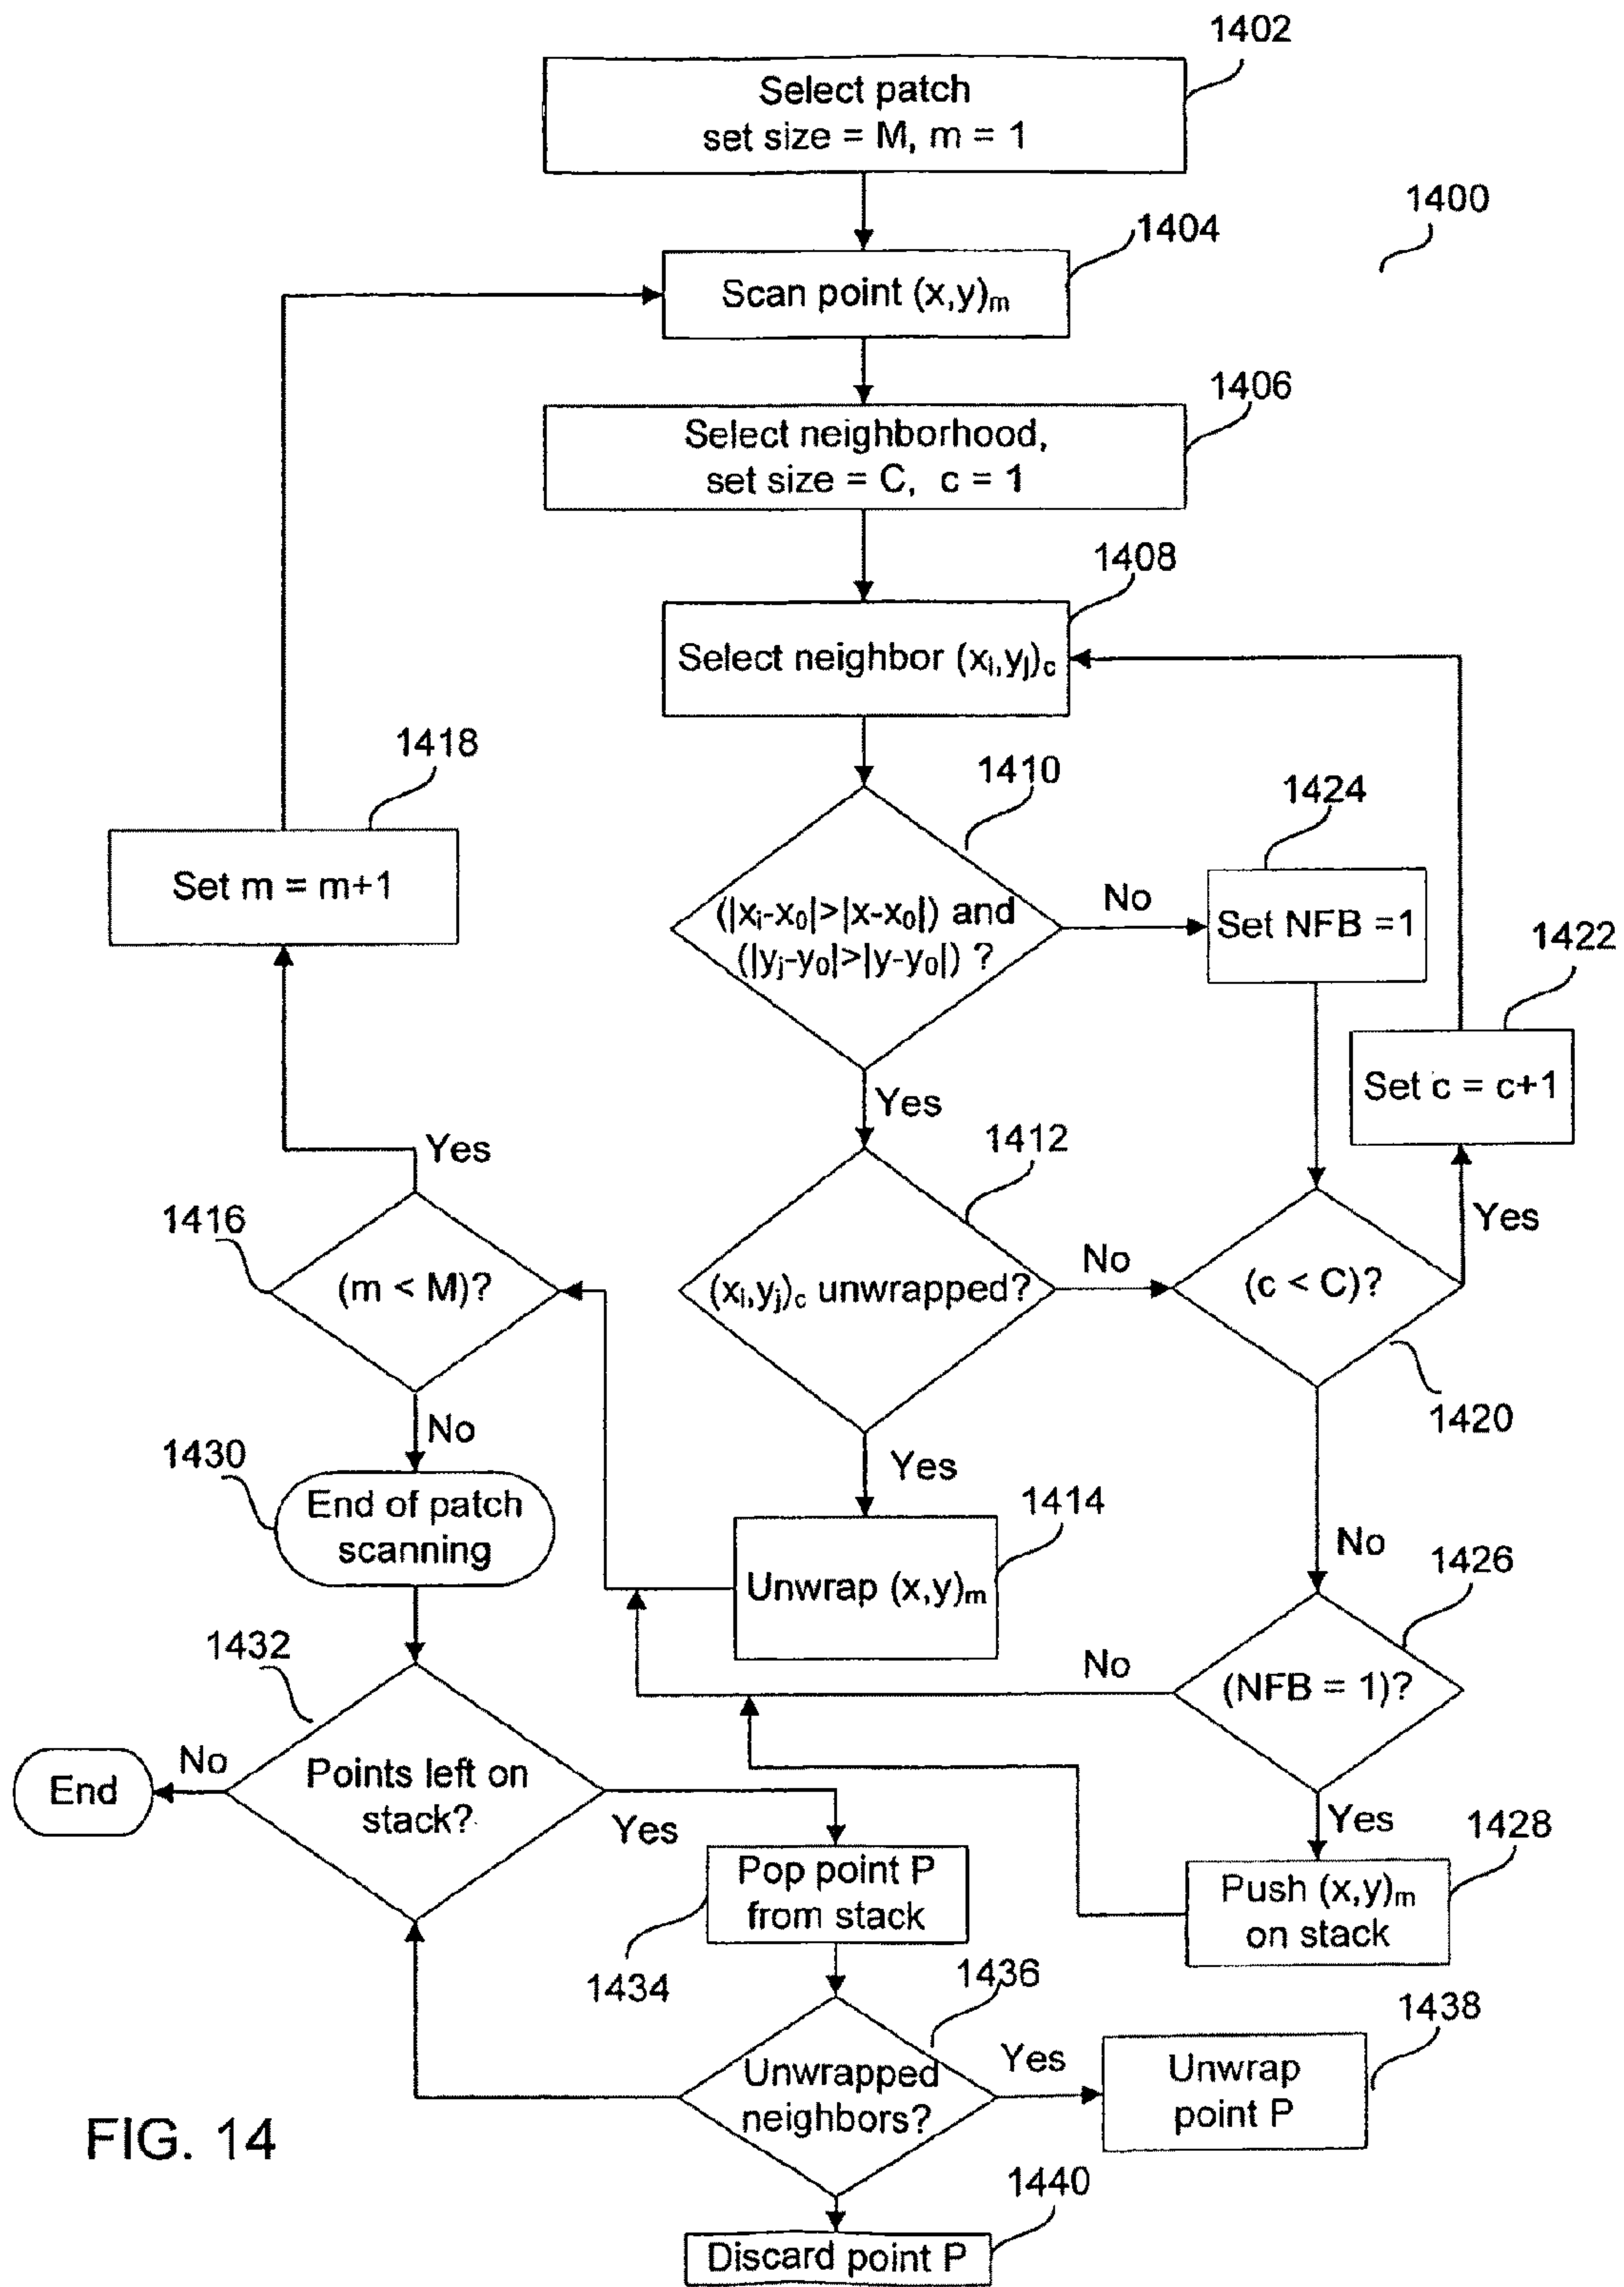 1402
Select patch
set size = M, m = 1
1400
1404
Scan point (x,y)m
1406
Select neighborhood,
set size = C, c = 1
1408
Select neighbor (xi,yj)c
1418
Set m = m+1
1410
(|xi-x0|>|x-x0|) and
(|yj-y0|>|y-y0|) ?
No
1424
Set NFB =1
1422
Set c = c+1
Yes
Yes
1412
(xi,yj)c unwrapped?
No
(c < C)?
Yes
1420
1416
(m < M)?
Yes
No
1430
End of patch
scanning
Yes
1414
Unwrap (x,y)m
No
1426
(NFB = 1)?
No
Yes
1428
Push (x,y)m
on stack
1432
Points left on
stack?
No
End
Yes
Pop point P
from stack
1434
1436
Unwrapped
neighbors?
Yes
1438
Unwrap
point P
1440
Discard point P
FIG. 14